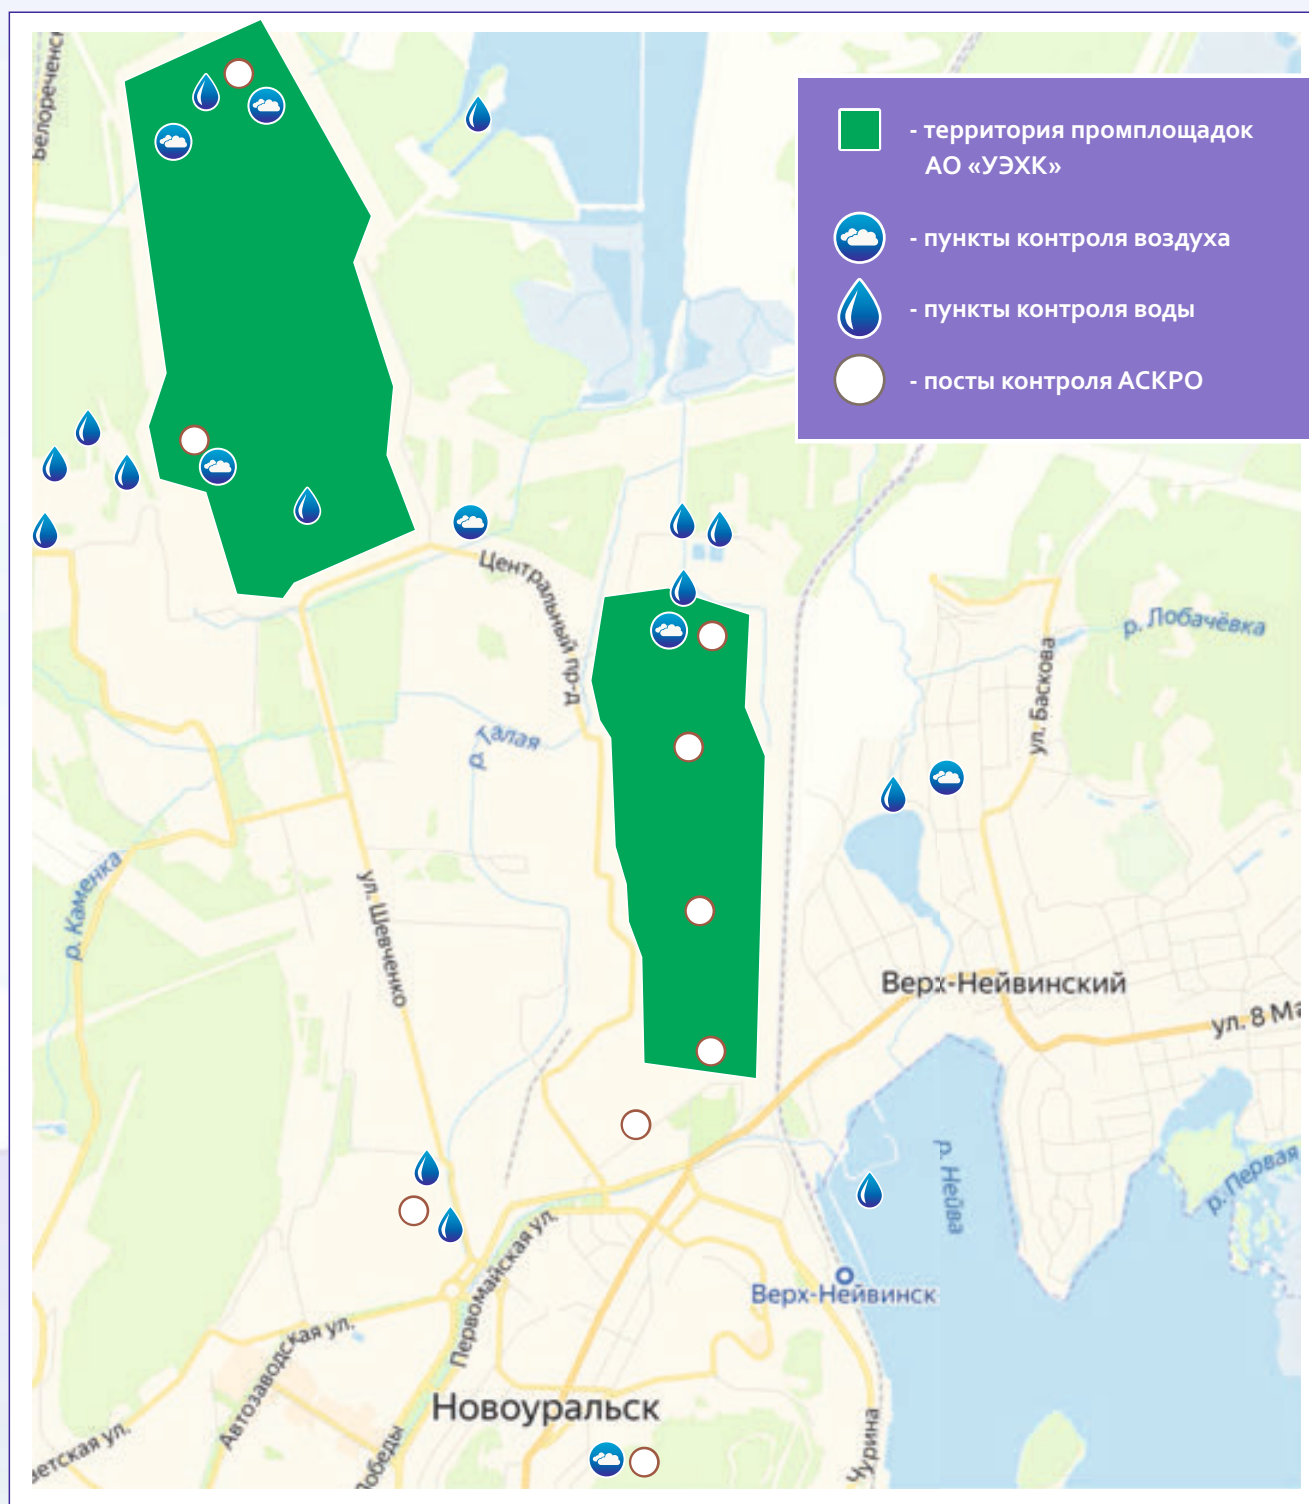 Белореченск
- территория промплощадок
АО «УЭХК»
- пункты контроля воздуха
- пункты контроля воды
- посты контроля АСКРО
Центральный пр-д
р. Лобачёвка
ул. Баскова
р. Талая
р. Каменка
ул. Шевченко
Верх-Нейвинский
ул. 8 Ма
р. Нейва
р. Первая
Первомайская ул.
Верх-Нейвинск
Автозаводская ул.
Новоуральск
ветская ул.
Победы
Чурина